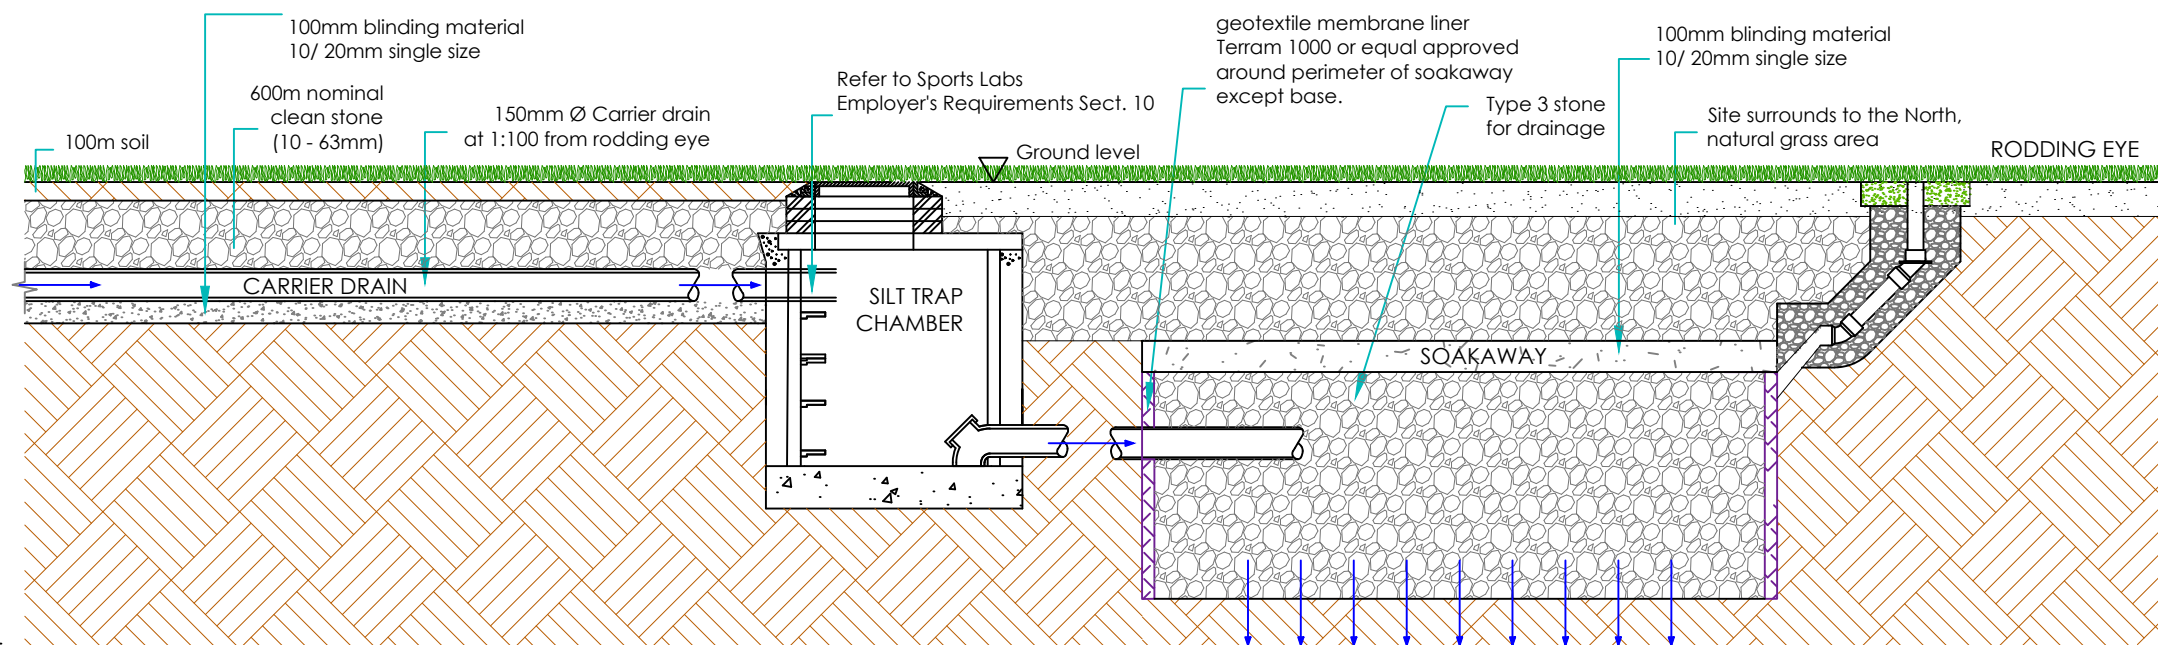 100mm blinding material
10/ 20mm single size
600m nominal
clean stone
(10 - 63mm)
100m soil
150mm Ø Carrier drain
at 1:100 from rodding eye
Refer to Sports Labs
Employer's Requirements Sect. 10
Ground level
geotextile membrane liner
Terram 1000 or equal approved
around perimeter of soakaway
except base.
Type 3 stone
for drainage
100mm blinding material
10/ 20mm single size
Site surrounds to the North,
natural grass area
RODDING EYE
CARRIER DRAIN
SILT TRAP
CHAMBER
SOAKAWAY